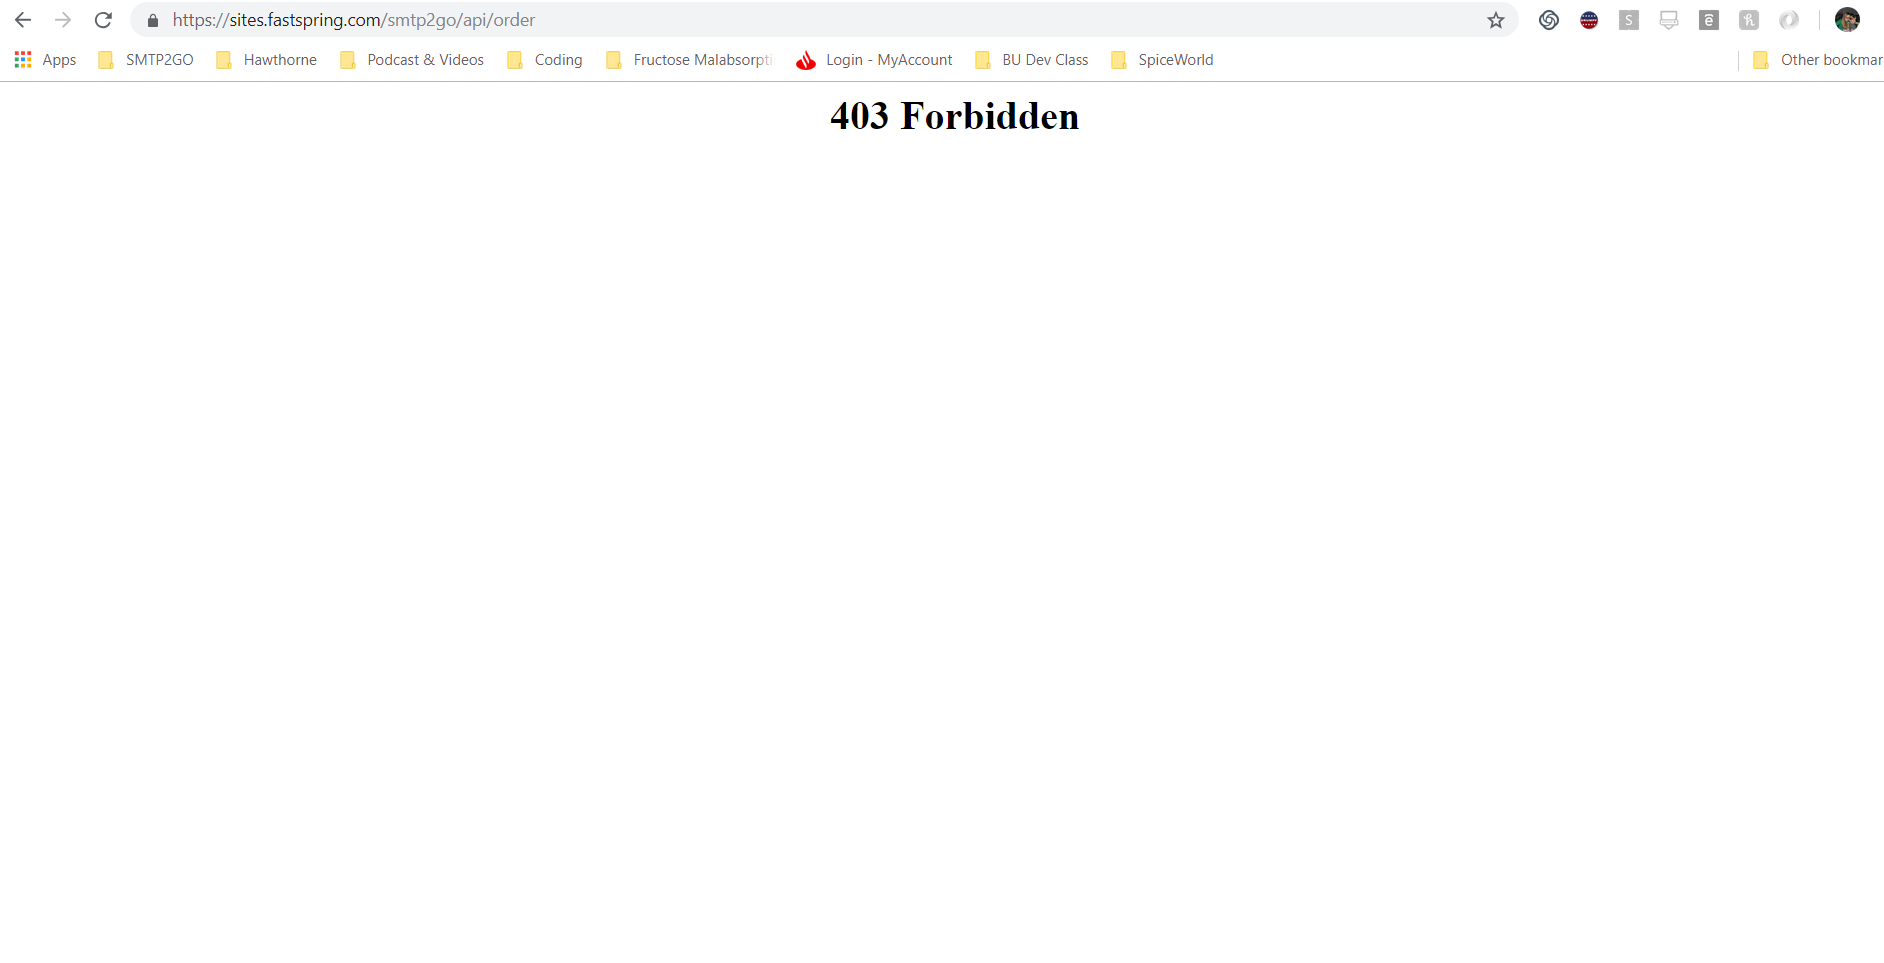 https://sites.fastspring.com/smtp2go/api/order
S ē
Apps SMTP2GO Hawthorne Podcast & Videos Coding Fructose Malabsorpti Login - MyAccount BU Dev Class SpiceWorld Other bookmar
403 Forbidden